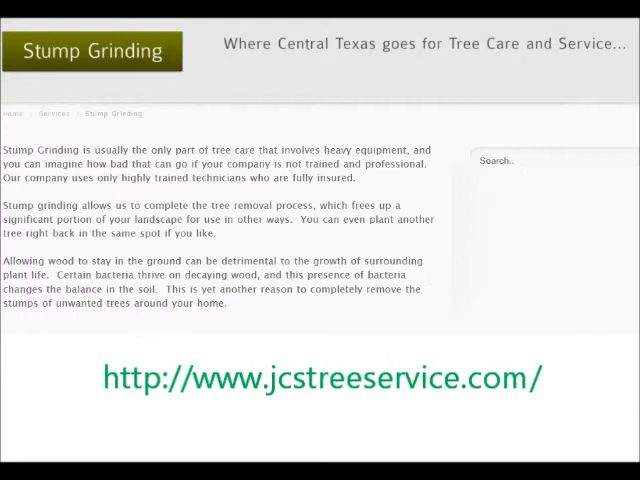 Stump Grinding
Where Central Texas goes for Tree Care and Service...
Home / Services / Stump Grinding
Stump Grinding is usually the only part of tree care that involves heavy equipment, and
you can imagine how bad that can go if your company is not trained and professional.
Our company uses only highly trained technicians who are fully insured.
Search..
Stump grinding allows us to complete the tree removal process, which frees up a
significant portion of your landscape for use in other ways. You can even plant another
tree right back in the same spot if you like.
Allowing wood to stay in the ground can be detrimental to the growth of surrounding
plant life. Certain bacteria thrive on decaying wood, and this presence of bacteria
changes the balance in the soil. This is yet another reason to completely remove the
stumps of unwanted trees around your home.
http://www.jcstreeservice.com/